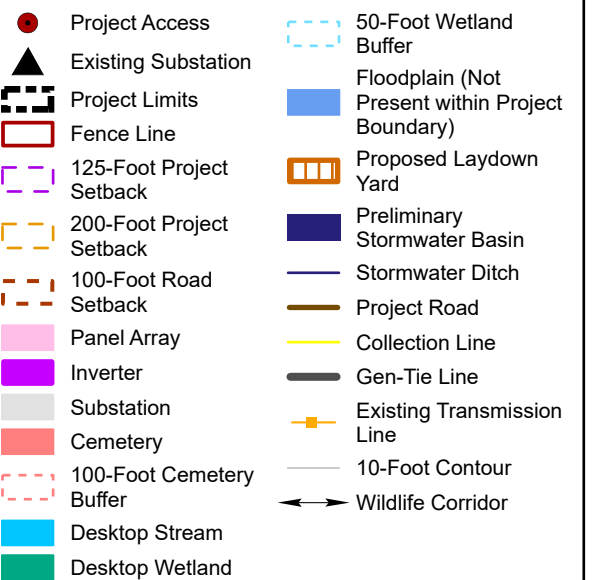 Project Access
Existing Substation
Project Limits
Fence Line
125-Foot Project
Setback
200-Foot Project
Setback
100-Foot Road
Setback
Panel Array
Inverter
Substation
Cemetery
100-Foot Cemetery
Buffer
Desktop Stream
Desktop Wetland
50-Foot Wetland
Buffer
Floodplain (Not
Present within Project
Boundary)
Proposed Laydown
Yard
Preliminary
Stormwater Basin
Stormwater Ditch
Project Road
Collection Line
Gen-Tie Line
Existing Transmission
Line
10-Foot Contour
Wildlife Corridor